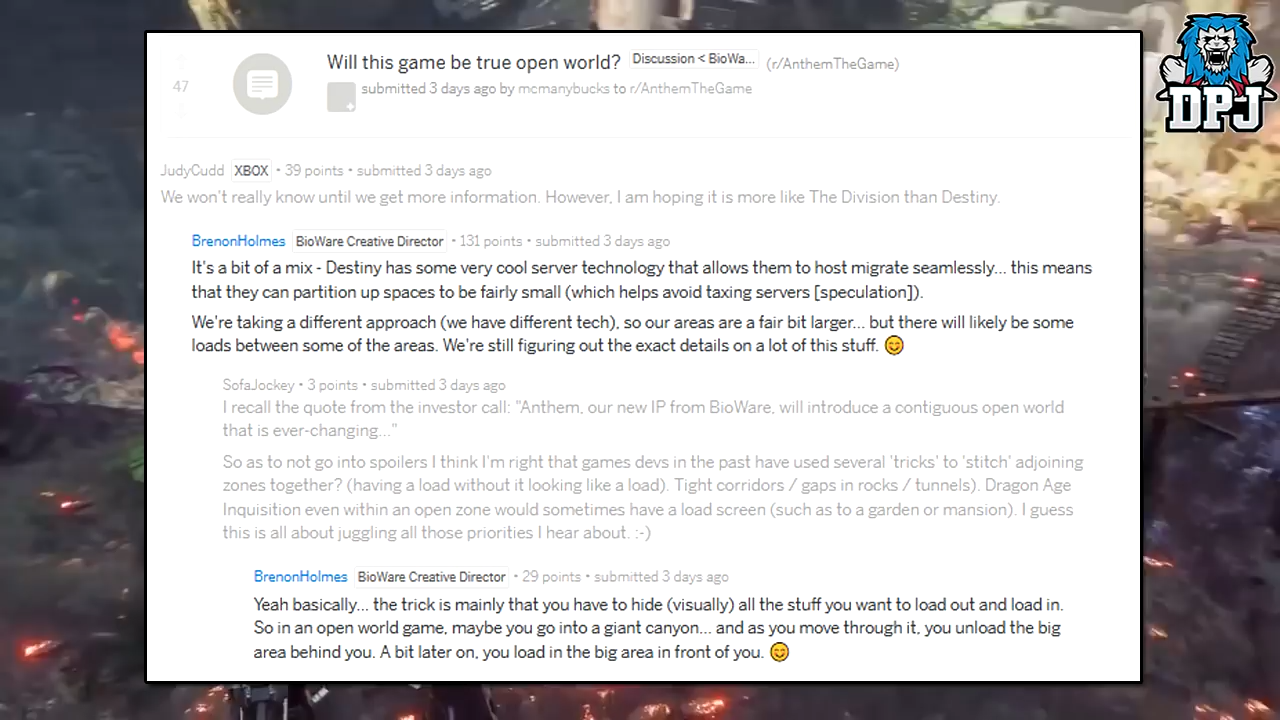 Will this game be true open world? Discussion < BioWa... (r/AnthemTheGame)
47
submitted 3 days ago by mcmanybucks to r/AnthemTheGame
DPJ
JudyCudd XBOX • 39 points • submitted 3 days ago
We won't really know until we get more information. However, I am hoping it is more like The Division than Destiny.
BrenonHolmes BioWare Creative Director • 131 points • submitted 3 days ago
It's a bit of a mix - Destiny has some very cool server technology that allows them to host migrate seamlessly... this means
that they can partition up spaces to be fairly small (which helps avoid taxing servers [speculation]).
We're taking a different approach (we have different tech), so our areas are a fair bit larger... but there will likely be some
loads between some of the areas. We're still figuring out the exact details on a lot of this stuff. 😊
SofaJockey • 3 points • submitted 3 days ago
I recall the quote from the investor call: "Anthem, our new IP from BioWare, will introduce a contiguous open world
that is ever-changing..."
So as to not go into spoilers I think I'm right that games devs in the past have used several 'tricks' to 'stitch' adjoining
zones together? (having a load without it looking like a load). Tight corridors / gaps in rocks / tunnels). Dragon Age
Inquisition even within an open zone would sometimes have a load screen (such as to a garden or mansion). I guess
this is all about juggling all those priorities I hear about. :-)
BrenonHolmes BioWare Creative Director • 29 points • submitted 3 days ago
Yeah basically... the trick is mainly that you have to hide (visually) all the stuff you want to load out and load in.
So in an open world game, maybe you go into a giant canyon... and as you move through it, you unload the big
area behind you. A bit later on, you load in the big area in front of you. 😊